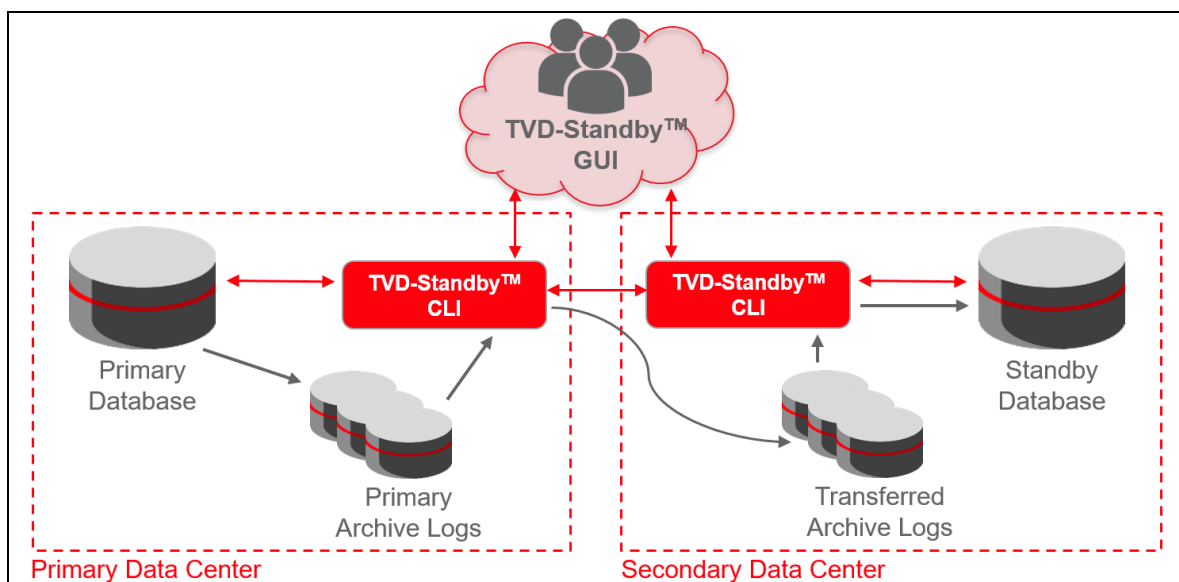 TVD-Standby™
GUI
TVD-Standby™
CLI
TVD-Standby™
CLI
Primary
Database
Standby
Database
Primary
Archive Logs
Transferred
Archive Logs
Primary Data Center
Secondary Data Center